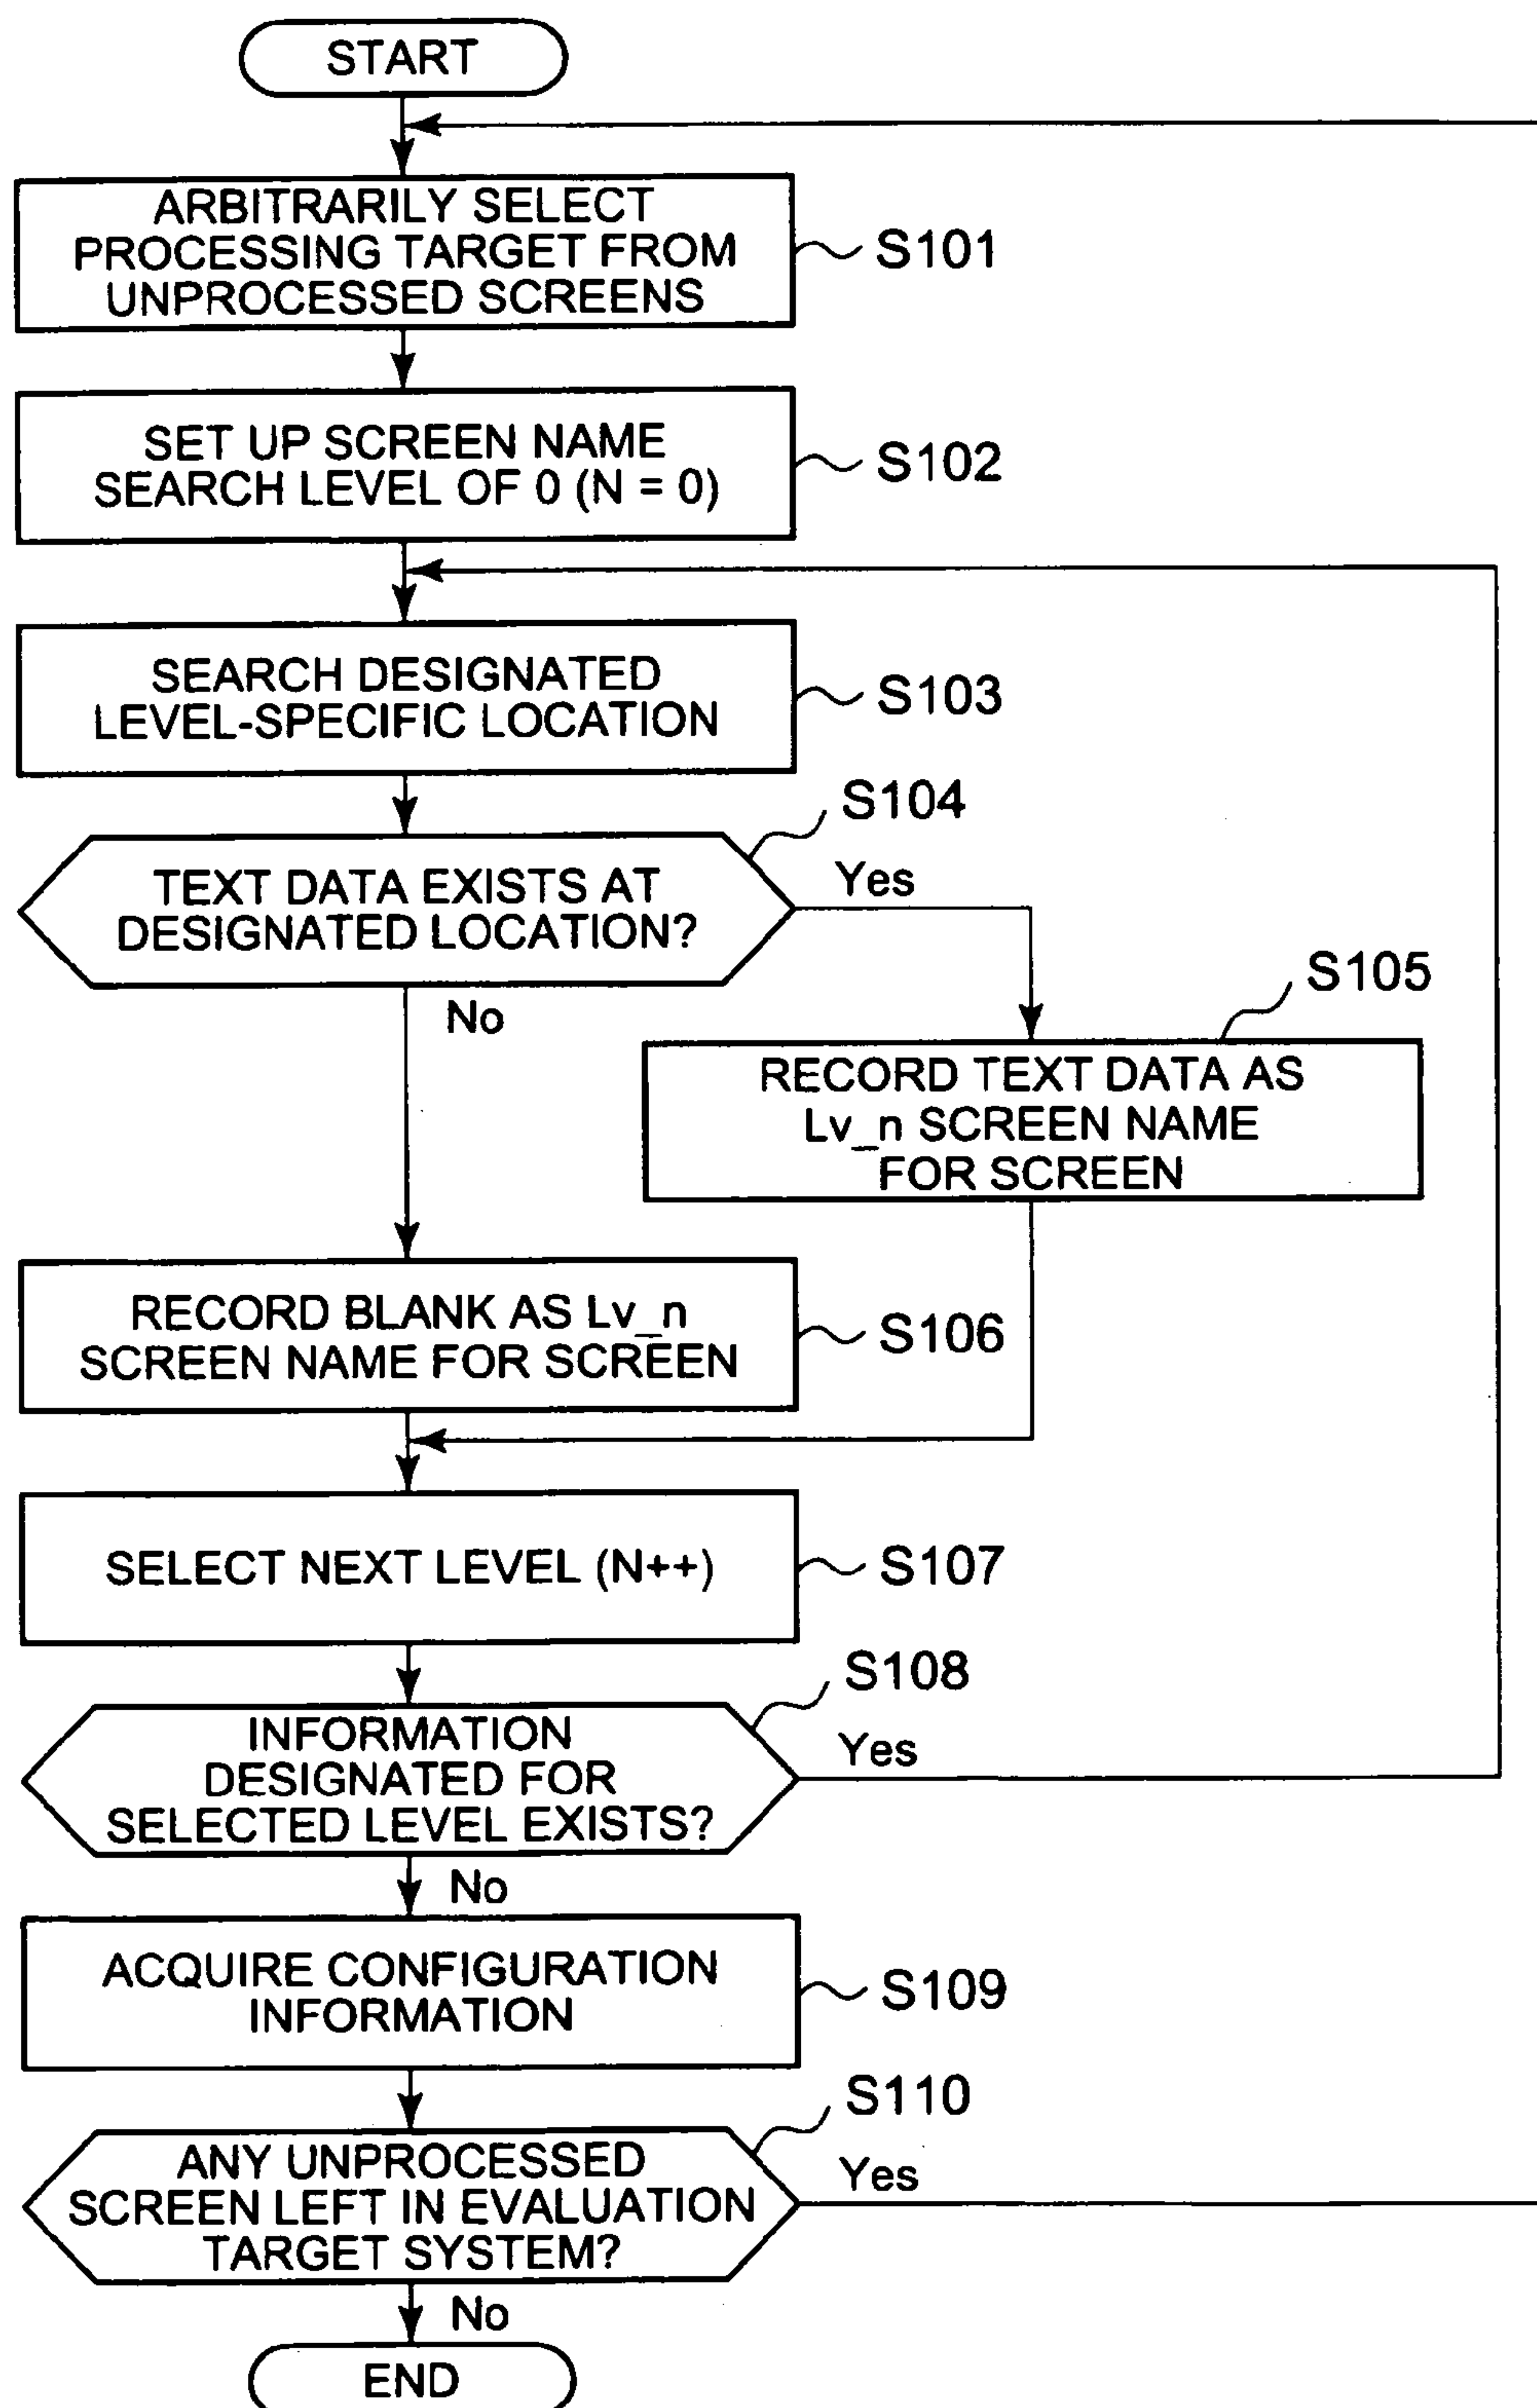 START
ARBITRARILY SELECT
PROCESSING TARGET FROM
UNPROCESSED SCREENS
S101
SET UP SCREEN NAME
SEARCH LEVEL OF 0 (N = 0)
S102
SEARCH DESIGNATED
LEVEL-SPECIFIC LOCATION
S103
S104
TEXT DATA EXISTS AT
DESIGNATED LOCATION?
Yes
No
S105
RECORD TEXT DATA AS
Lv_n SCREEN NAME
FOR SCREEN
RECORD BLANK AS Lv_n
SCREEN NAME FOR SCREEN
S106
SELECT NEXT LEVEL (N++)
S107
S108
INFORMATION
DESIGNATED FOR
SELECTED LEVEL EXISTS?
Yes
No
ACQUIRE CONFIGURATION
INFORMATION
S109
S110
ANY UNPROCESSED
SCREEN LEFT IN EVALUATION
TARGET SYSTEM?
Yes
No
END